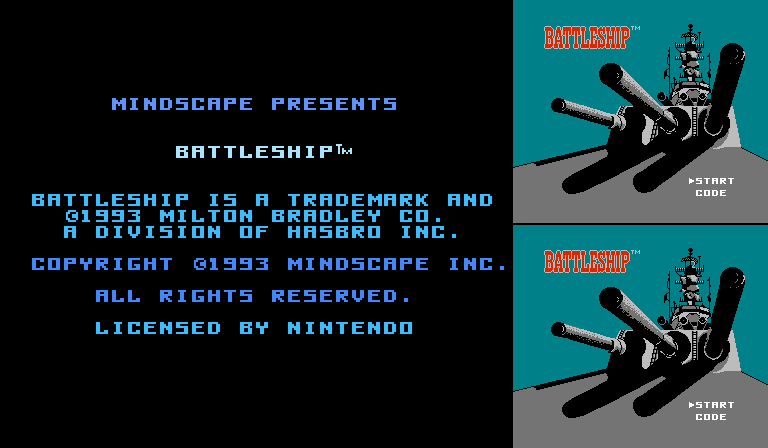 MINDSCAPE PRESENTS
BATTLESHIP™
BATTLESHIP IS A TRADEMARK AND
©1993 MILTON BRADLEY CO.
A DIVISION OF HASBRO INC.
COPYRIGHT ©1993 MINDSCAPE INC.
ALL RIGHTS RESERVED.
LICENSED BY NINTENDO
BATTLESHIP™
▶START
CODE
BATTLESHIP™
▶START
CODE